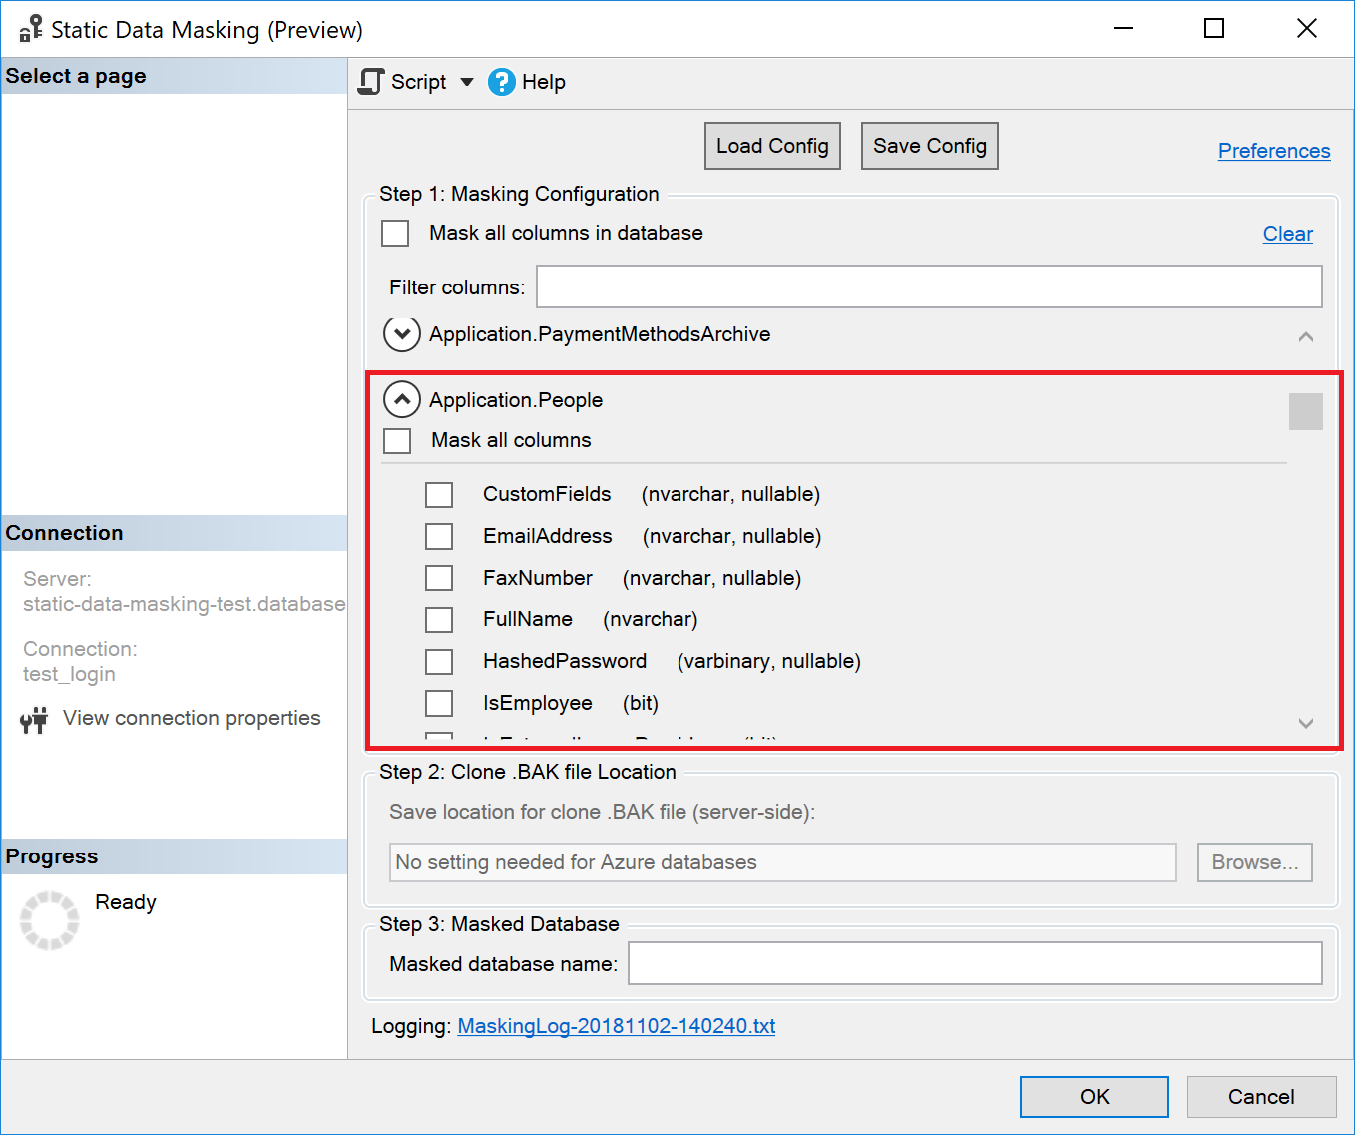 Static Data Masking (Preview)
Select a page
Script
? Help
Load Config
Save Config
Preferences
Step 1: Masking Configuration
Mask all columns in database
Clear
Filter columns:
Application.PaymentMethodsArchive
Application.People
Mask all columns
CustomFields (nvarchar, nullable)
EmailAddress (nvarchar, nullable)
FaxNumber (nvarchar, nullable)
FullName (nvarchar)
HashedPassword (varbinary, nullable)
IsEmployee (bit)
Connection
Server:
static-data-masking-test.database
Connection:
test_login
View connection properties
Progress
Ready
Step 2: Clone .BAK file Location
Save location for clone .BAK file (server-side):
No setting needed for Azure databases
Browse...
Step 3: Masked Database
Masked database name:
Logging: MaskingLog-20181102-140240.txt
OK
Cancel